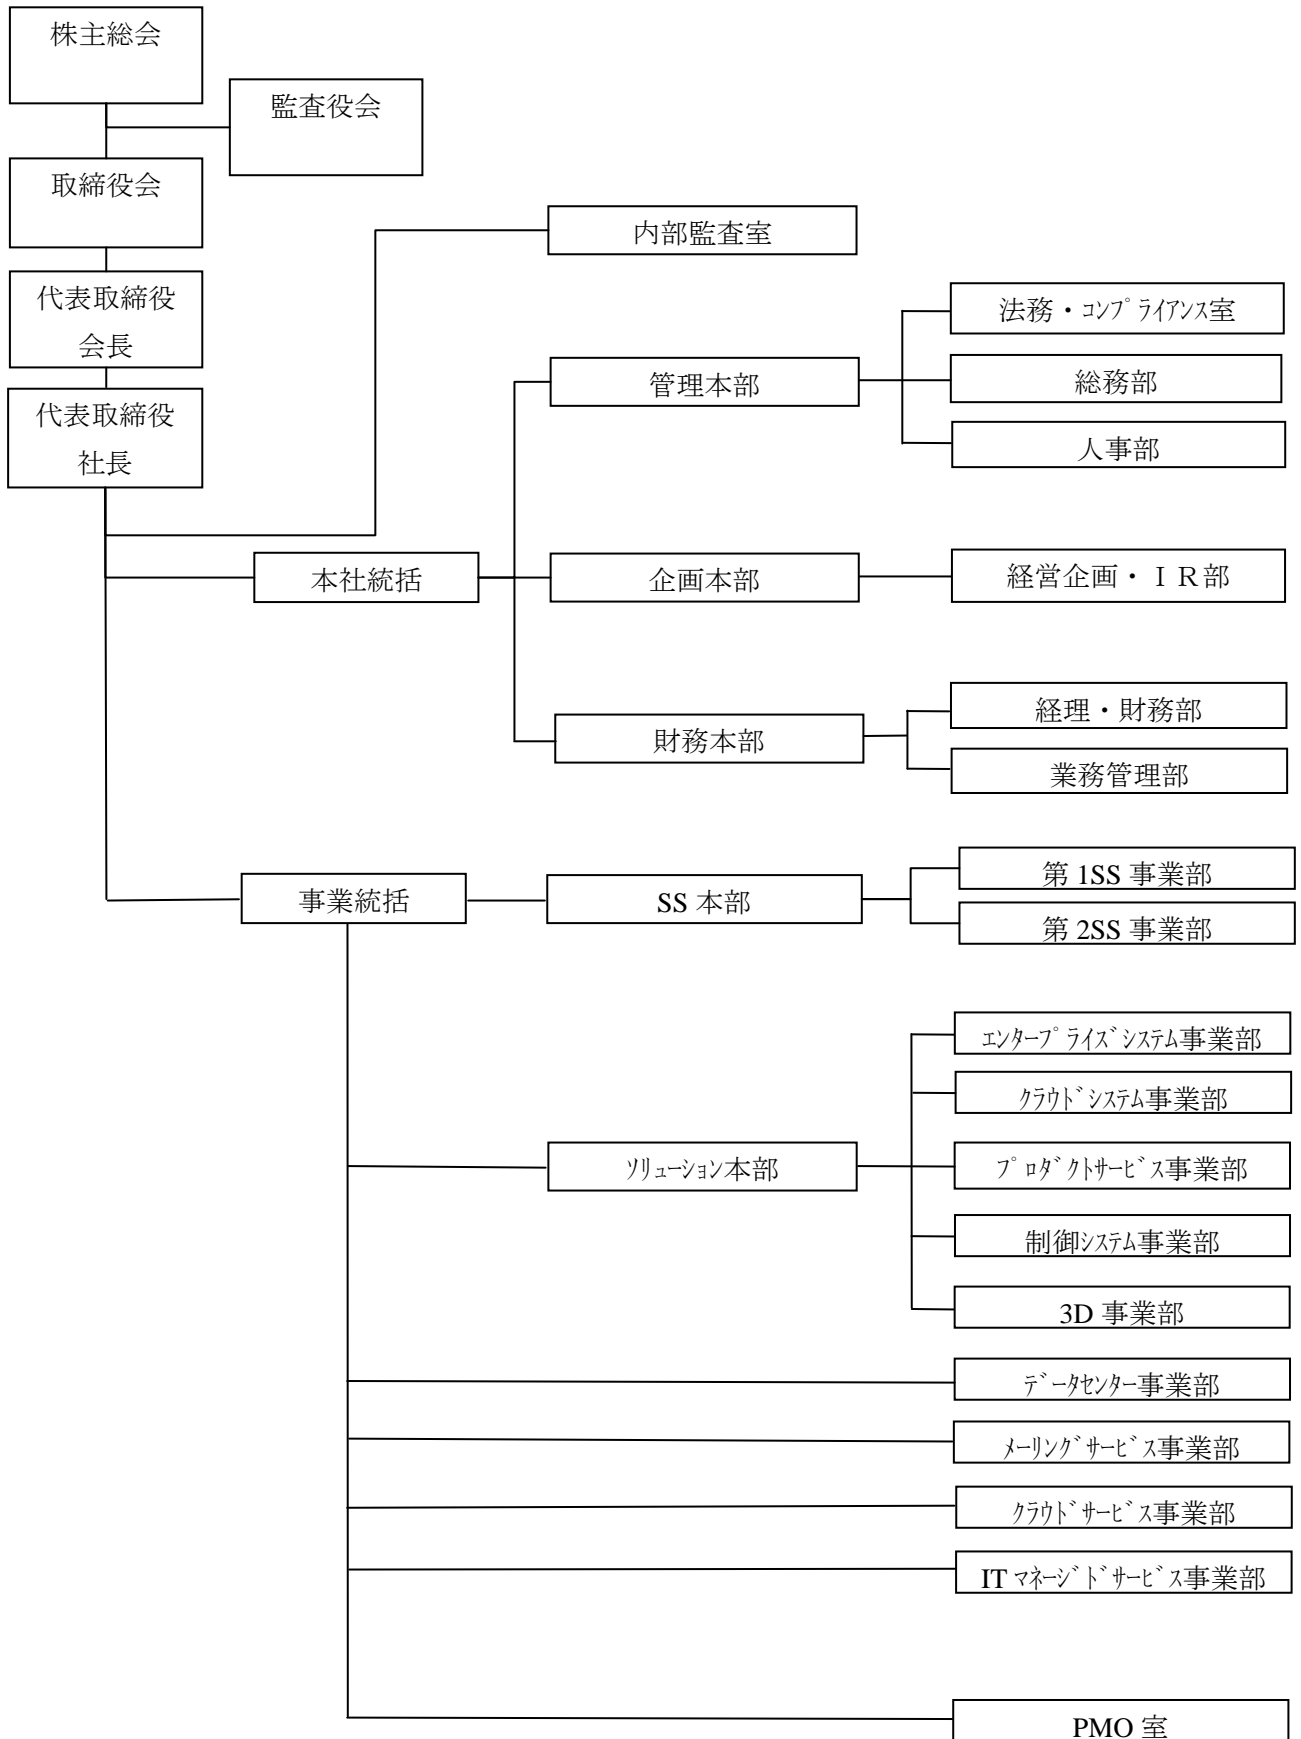 株主総会
監査役会
取締役会
内部監査室
代表取締役
会長
法務・ｺﾝﾌﾟﾗｲｱﾝｽ室
管理本部
総務部
代表取締役
社長
人事部
本社統括
企画本部
経営企画・ＩＲ部
経理・財務部
財務本部
業務管理部
第 1SS 事業部
事業統括
SS 本部
第 2SS 事業部
ｴﾝﾀｰﾌﾟﾗｲｽﾞｼｽﾃﾑ事業部
ｸﾗｳﾄﾞｼｽﾃﾑ事業部
ｿﾘｭｰｼｮﾝ本部
ﾌﾟﾛﾀﾞｸﾄｻｰﾋﾞｽ事業部
制御ｼｽﾃﾑ事業部
3D 事業部
ﾃﾞｰﾀｾﾝﾀｰ事業部
ﾒｰﾘﾝｸﾞｻｰﾋﾞｽ事業部
ｸﾗｳﾄﾞｻｰﾋﾞｽ事業部
IT ﾏﾈｰｼﾞﾄﾞｻｰﾋﾞｽ事業部
PMO 室